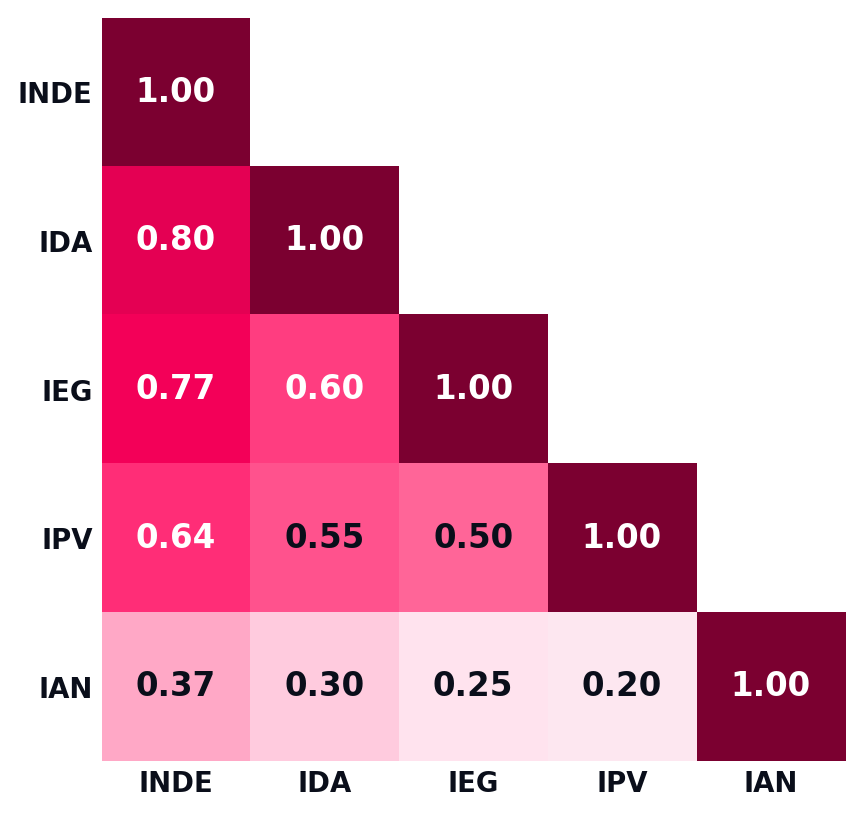 INDE 1.00
IDA 0.80 1.00
IEG 0.77 0.60 1.00
IPV 0.64 0.55 0.50 1.00
IAN 0.37 0.30 0.25 0.20 1.00
INDE IDA IEG IPV IAN